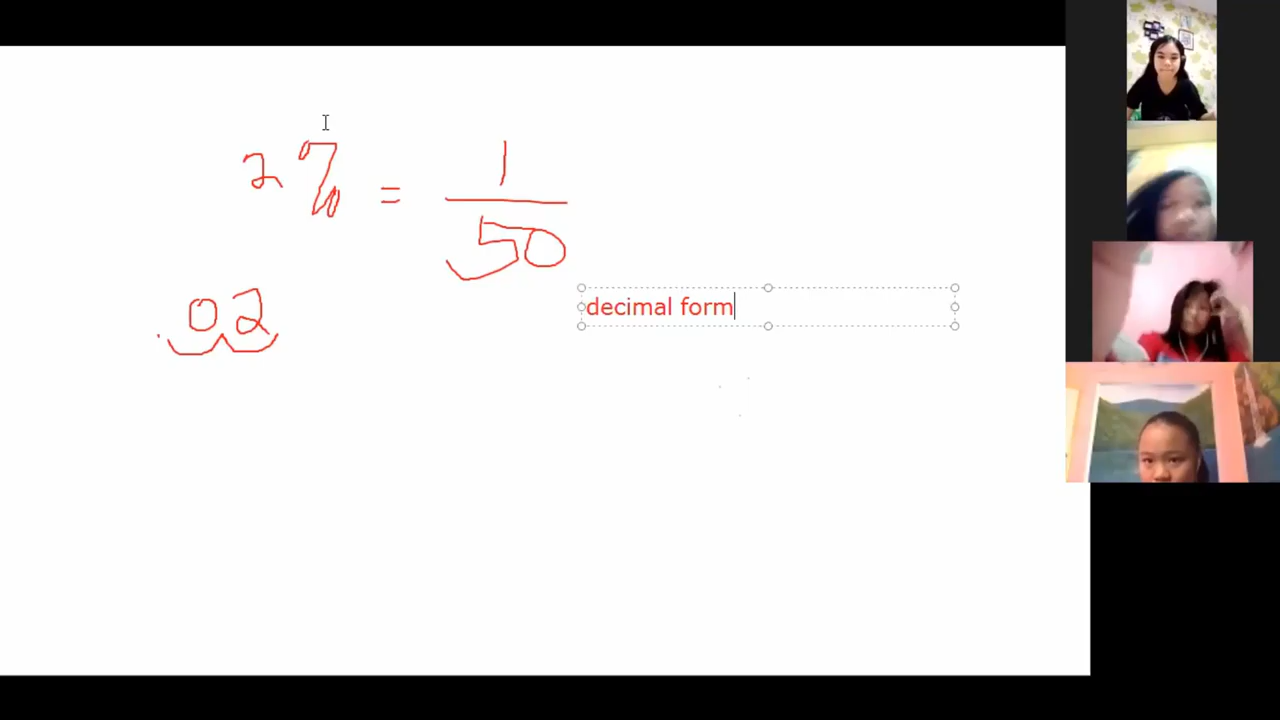 2% = 1/50
.02
decimal form